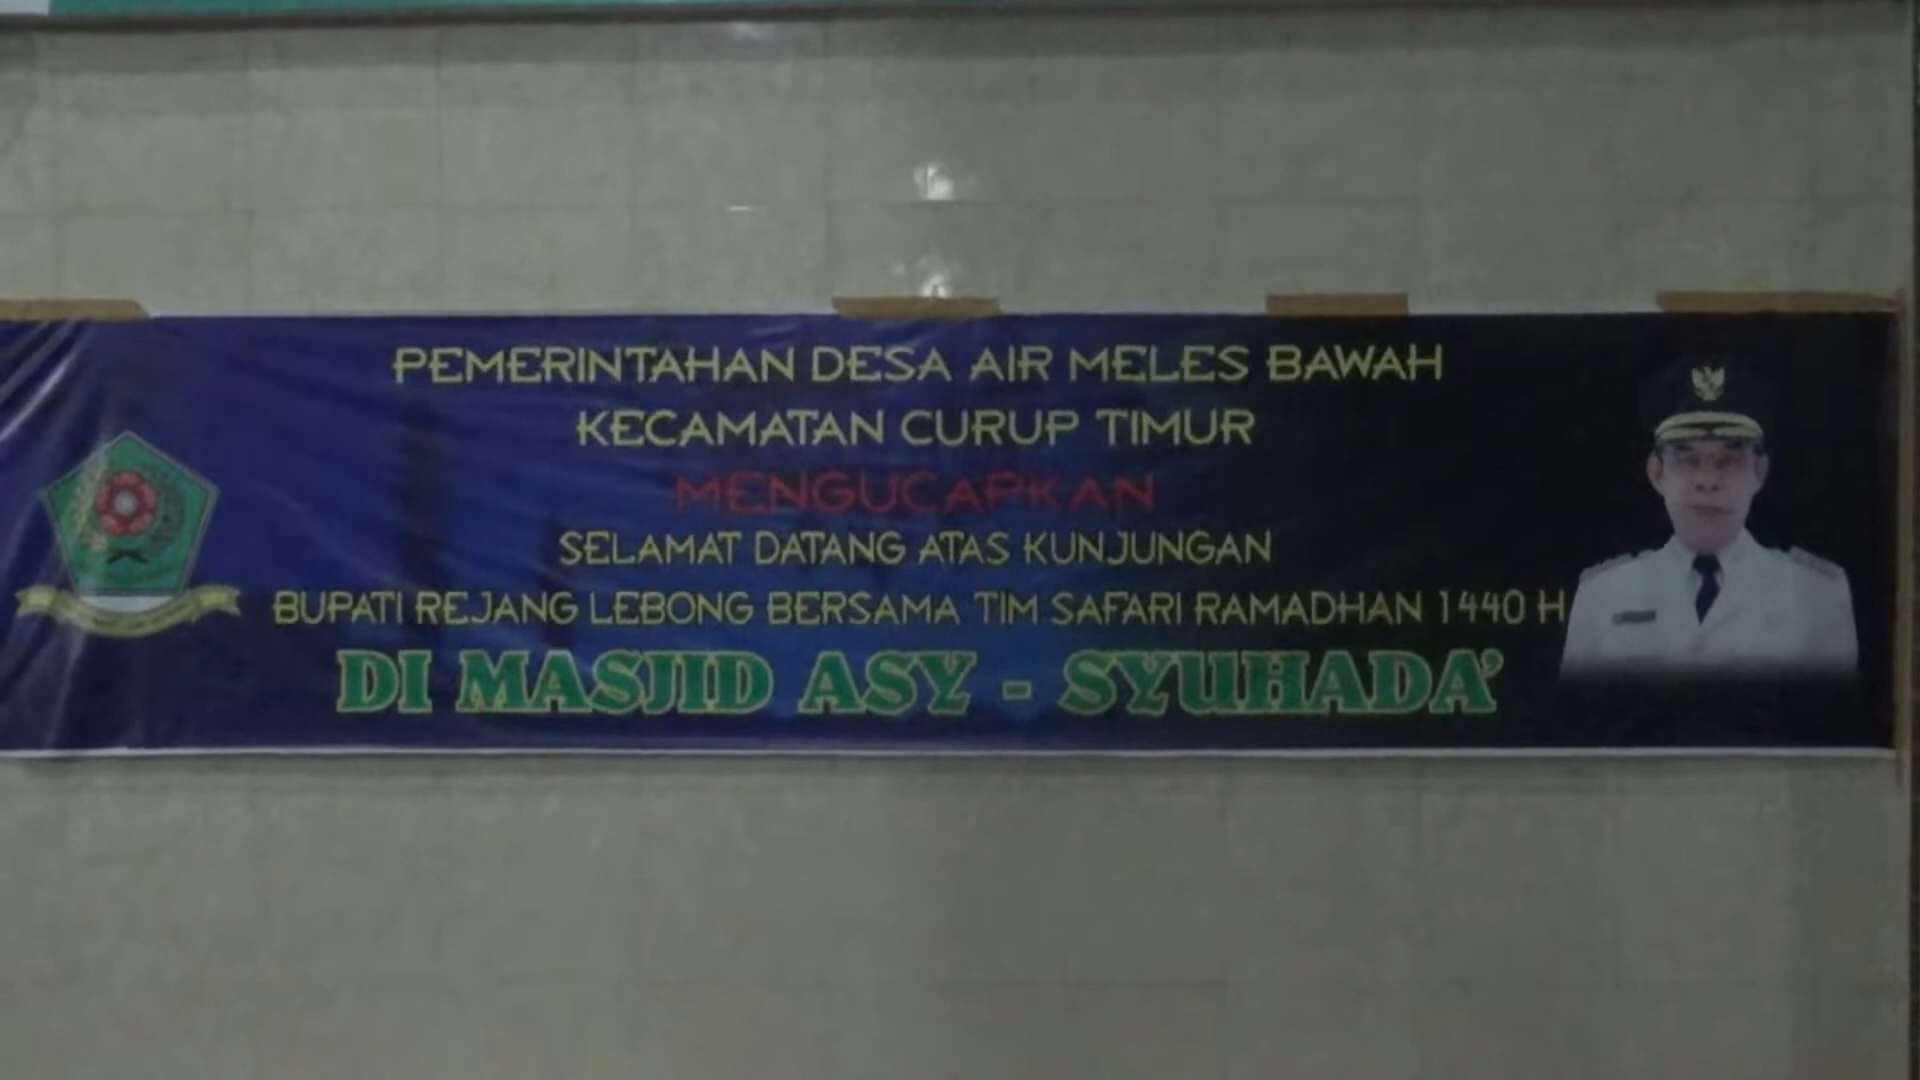 PEMERINTAHAN DESA AIR MELES BAWAH
KECAMATAN CURUP TIMUR
MENGUCAPKAN
SELAMAT DATANG ATAS KUNJUNGAN
BUPATI REJANG LEBONG BERSAMA TIM SAFARI RAMADHAN 1440 H
DI MASJID ASY - SYUHADA'